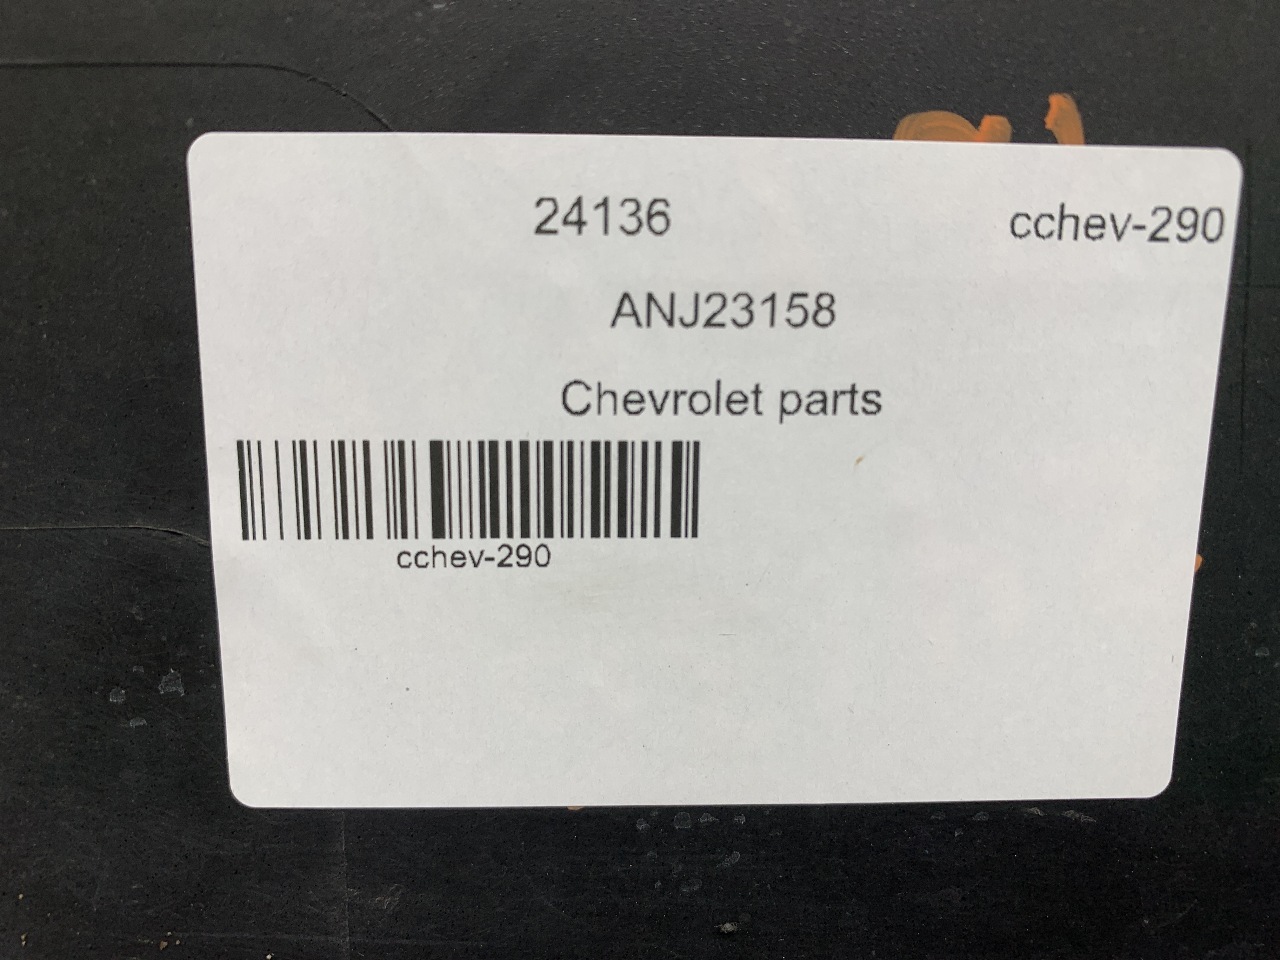 24136 cchev-290
ANJ23158
Chevrolet parts
cchev-290